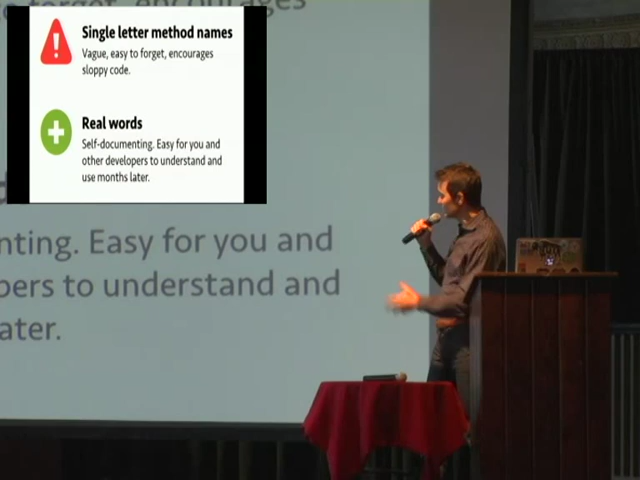 Single letter method names
Vague, easy to forget, encourages
sloppy code.
Real words
Self-documenting. Easy for you and
other developers to understand and
use months later.
forget, encourages
nting. Easy for you and
pers to understand and
ater.